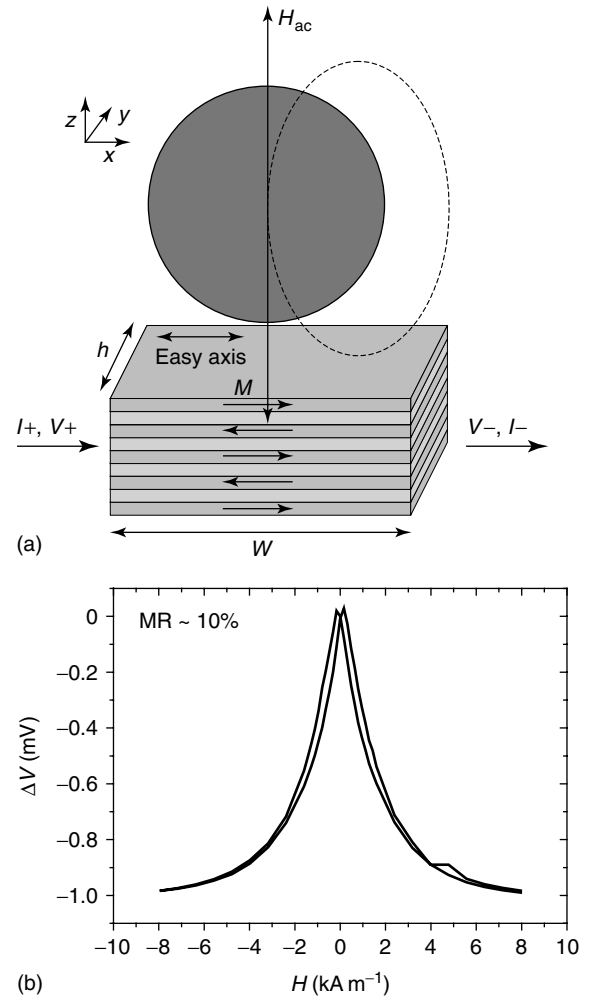 H_ac
z
y
x
h
Easy axis
M
I+, V+
V−, I−
W
(a)
MR ~ 10%
0
−0.2
−0.4
−0.6
−0.8
−1.0
ΔV (mV)
−10 −8 −6 −4 −2 0 2 4 6 8 10
H (kA m⁻¹)
(b)